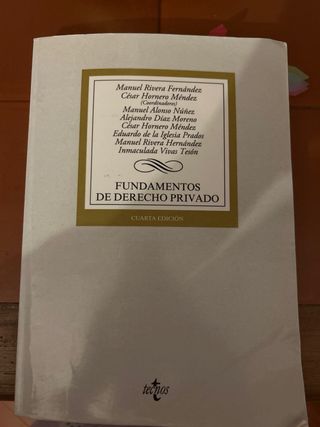 Manuel Rivera Fernández
César Hornero Méndez
(Coordinadores)
Manuel Alonso Núñez
Alejandro Díaz Moreno
César Hornero Méndez
Eduardo de la Iglesia Prados
Manuel Rivera Hernández
Inmaculada Vivas Tesón
FUNDAMENTOS
DE DERECHO PRIVADO
CUARTA EDICIÓN
tecnos